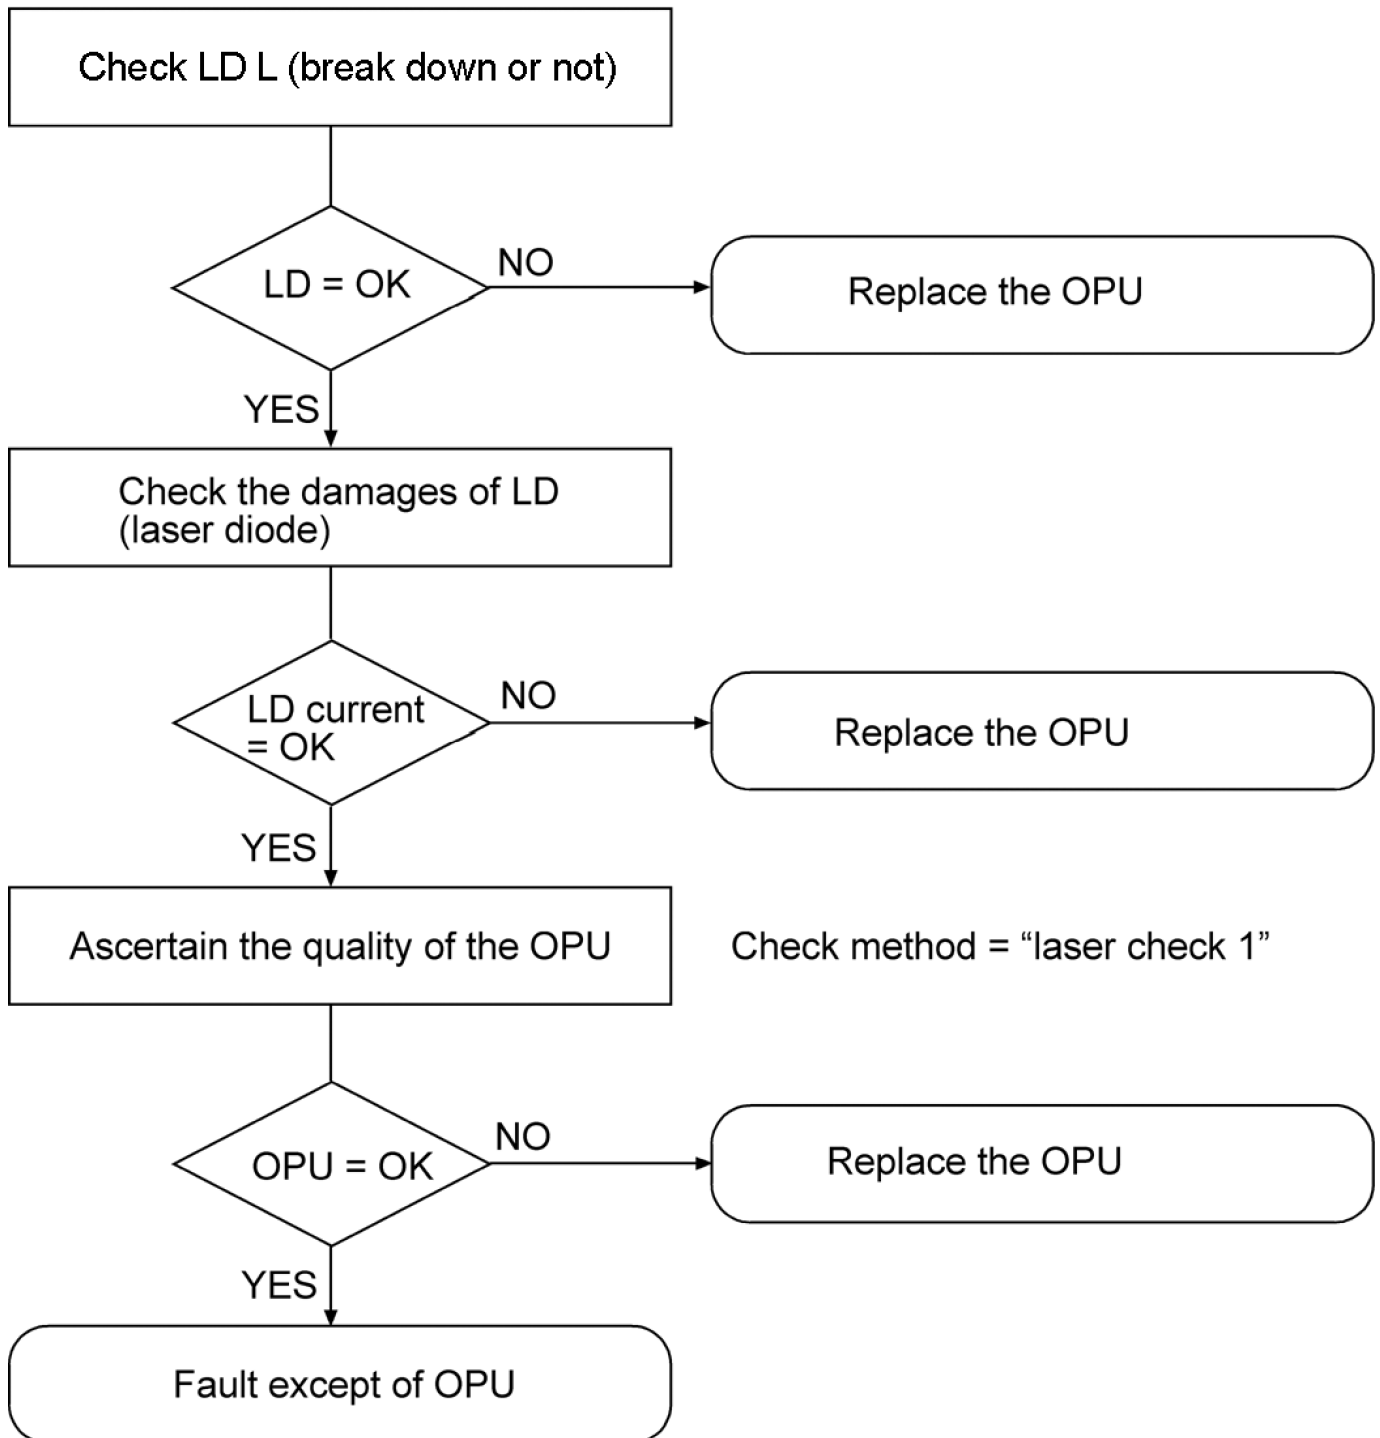 Check LD L (break down or not)
LD = OK
NO
Replace the OPU
YES
Check the damages of LD
(laser diode)
LD current
= OK
NO
Replace the OPU
YES
Ascertain the quality of the OPU
Check method = “laser check 1”
OPU = OK
NO
Replace the OPU
YES
Fault except of OPU